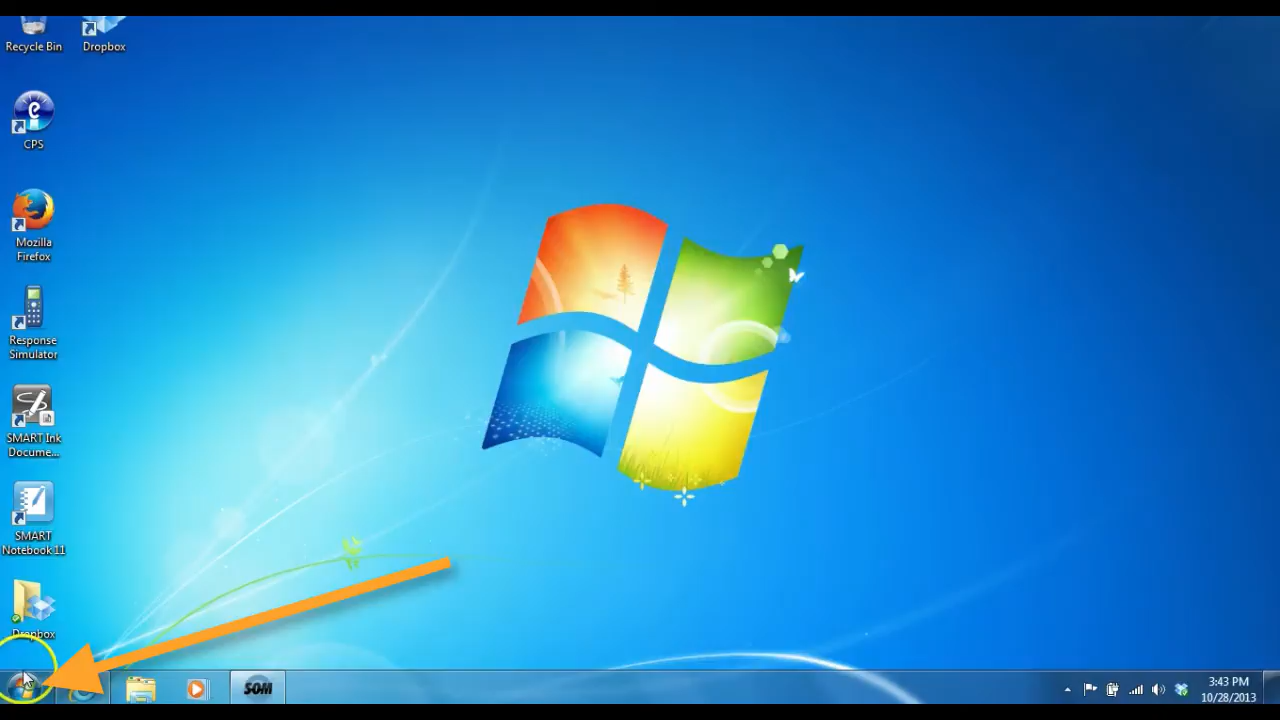 Recycle Bin
Dropbox
CPS
Mozilla
Firefox
Response
Simulator
SMART Ink
Docume...
SMART
Notebook 11
Dropbox
SOM
3:43 PM
10/28/2013